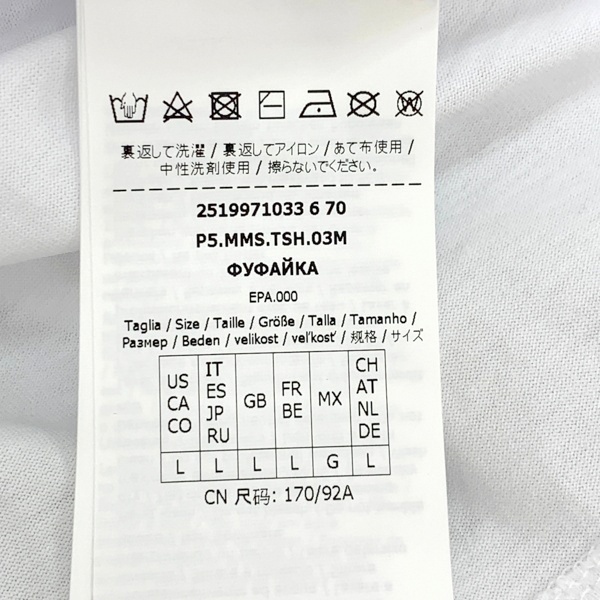 裏返して洗濯 / 裏返してアイロン / あて布使用 /
中性洗剤使用 / 擦らないでください。
2519971033 6 70
P5.MMS.TSH.03M
ФУФАЙКА
EPA.000
Taglia / Size / Taille / Größe / Talla / Tamanho /
Размер / Beden / velikost / veľkosť / 规格 / サイズ
US CA CO IT ES JP RU GB FR BE MX CH AT NL DE
L L L L G L
CN 尺码: 170/92A